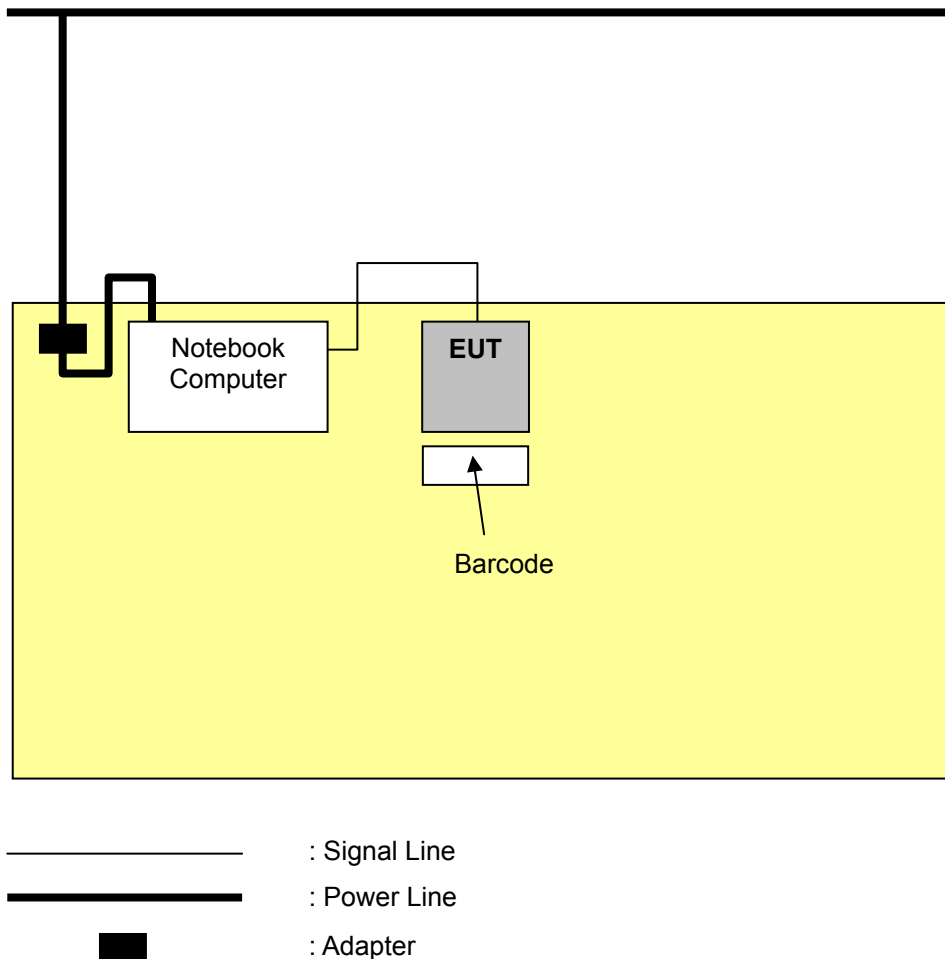 Notebook
Computer
EUT
Barcode
: Signal Line
: Power Line
: Adapter